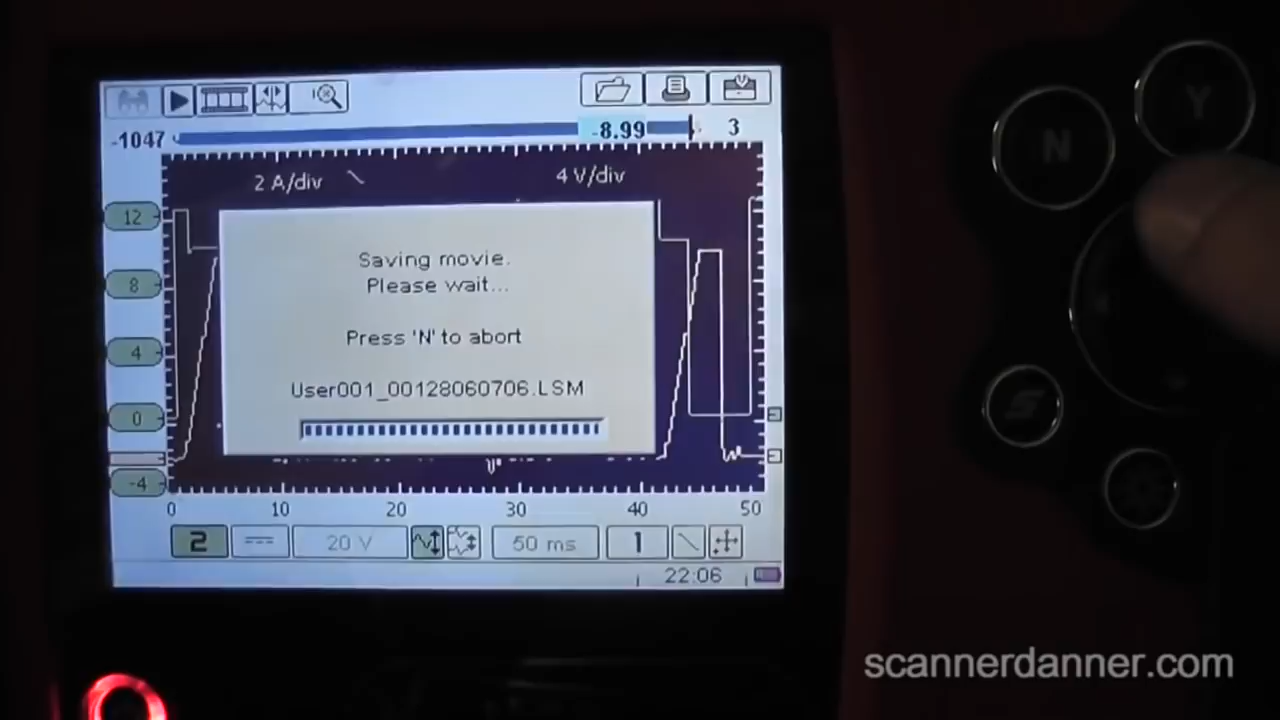 -1047 -8.99 3
2 A/div 4 V/div
12
8
4
0
-4
Saving movie.
Please wait...
Press 'N' to abort
User001_00128060706.LSM
0 10 20 30 40 50
2 20 V 50 ms 1
22:06
N
Y
S
scannerdanner.com